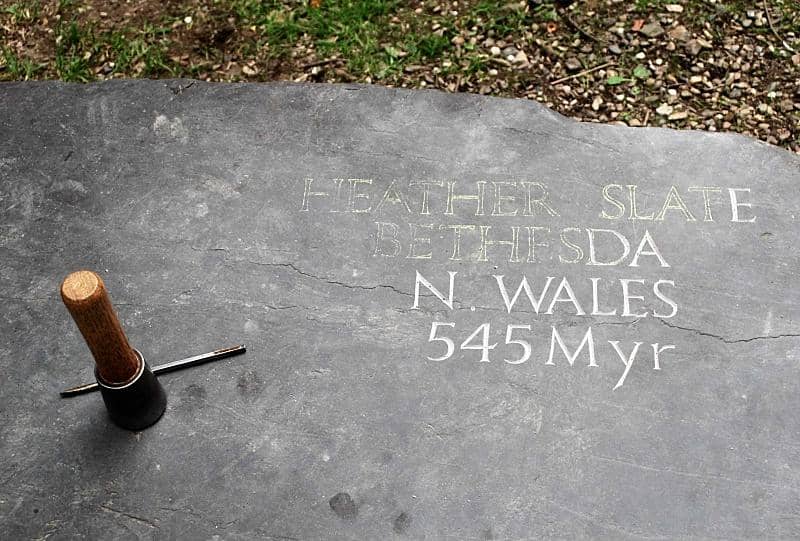 HEATHER SLATE
BETHESDA
N. WALES
545 Myr